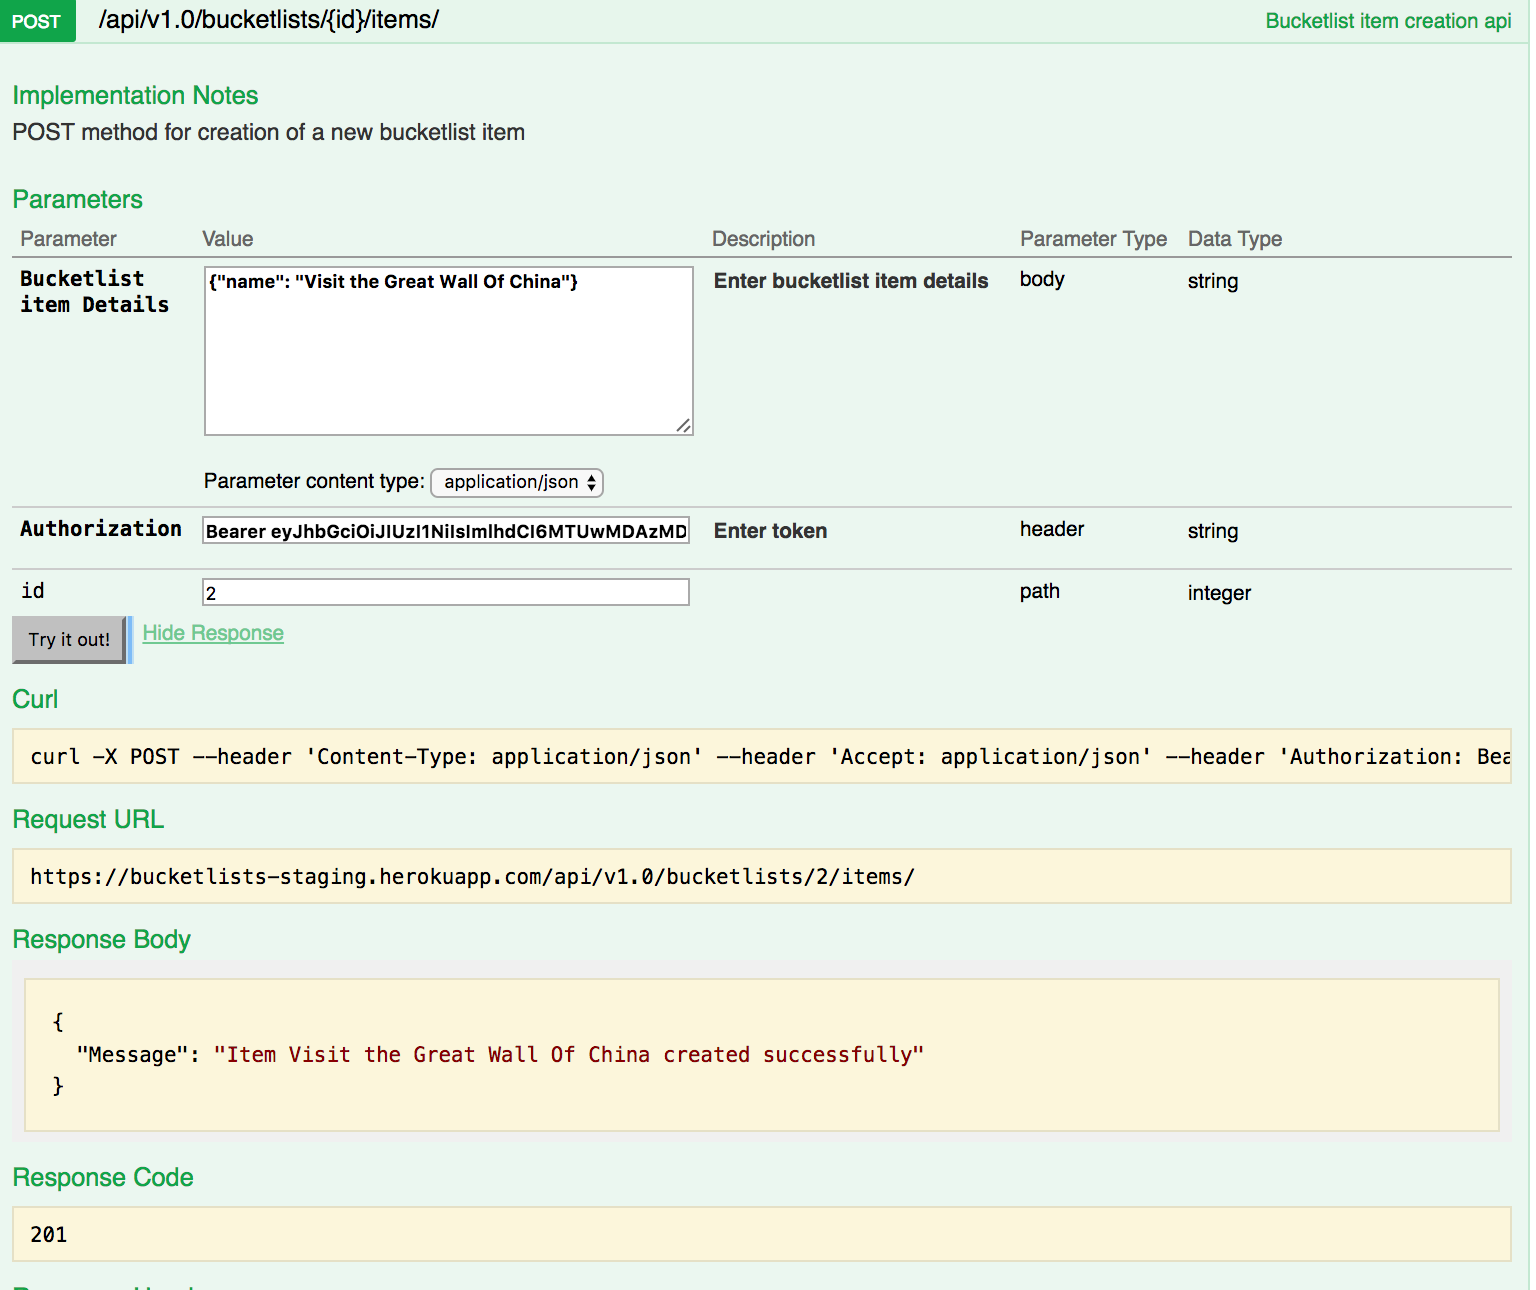 POST /api/v1.0/bucketlists/{id}/items/ Bucketlist item creation api
Implementation Notes
POST method for creation of a new bucketlist item
Parameters
Parameter Value Description Parameter Type Data Type
Bucketlist item Details {"name": "Visit the Great Wall Of China"} Enter bucketlist item details body string
Parameter content type: application/json
Authorization Bearer eyJhbGciOiJIUzI1NiIsImlhdCI6MTUwMDAzMD Enter token header string
id 2 path integer
Try it out! Hide Response
Curl
curl -X POST --header 'Content-Type: application/json' --header 'Accept: application/json' --header 'Authorization: Bea
Request URL
https://bucketlists-staging.herokuapp.com/api/v1.0/bucketlists/2/items/
Response Body
{
"Message": "Item Visit the Great Wall Of China created successfully"
}
Response Code
201